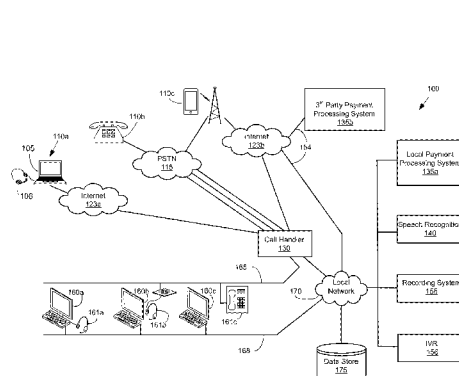 110c
3rd Party Payment
Processing System
135b
100
110b
Internet
123b
PSTN
115
154
105
110a
Local Payment
Processing System
135a
108
Internet
123a
Call Handler
130
Speech Recognition
140
165
160a
160b
160c
161a
161b
161c
170
Local
Network
Recording System
155
168
Data Store
175
IVR
156